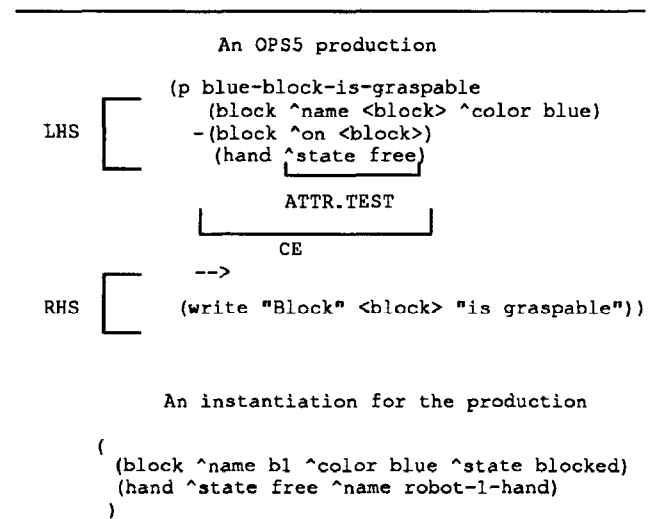 An OPS5 production
(p blue-block-is-graspable
(block ^name <block> ^color blue)
LHS
-(block ^on <block>)
(hand ^state free)
ATTR.TEST
CE
-->
RHS
(write "Block" <block> "is graspable"))
An instantiation for the production
(
(block ^name b1 ^color blue ^state blocked)
(hand ^state free ^name robot-1-hand)
)